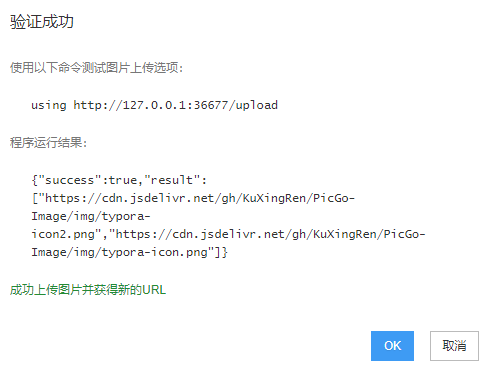 验证成功
使用以下命令测试图片上传选项:
using http://127.0.0.1:36677/upload
程序运行结果:
{"success":true,"result":
["https://cdn.jsdelivr.net/gh/KuXingRen/PicGo-
Image/img/typora-
icon2.png","https://cdn.jsdelivr.net/gh/KuXingRen/PicGo-
Image/img/typora-icon.png"]}
成功上传图片并获得新的URL
OK
取消